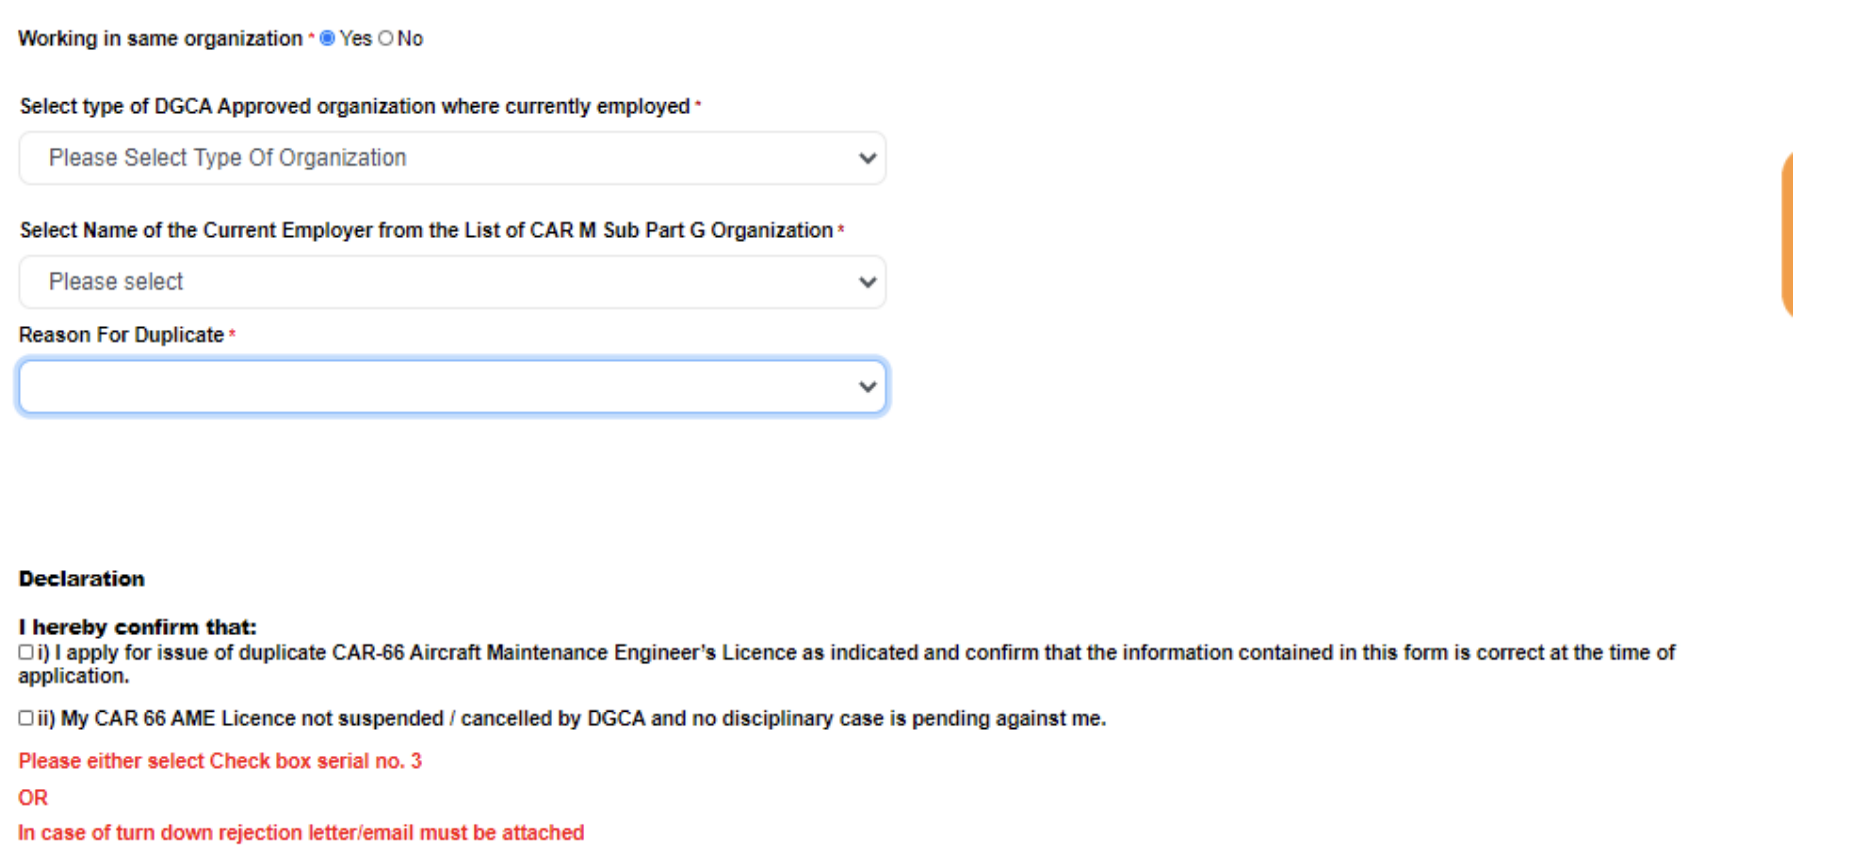 Working in same organization * Yes No
Select type of DGCA Approved organization where currently employed *
Please Select Type Of Organization
Select Name of the Current Employer from the List of CAR M Sub Part G Organization *
Please select
Reason For Duplicate *
Declaration
I hereby confirm that:
i) I apply for issue of duplicate CAR-66 Aircraft Maintenance Engineer’s Licence as indicated and confirm that the information contained in this form is correct at the time of
application.
ii) My CAR 66 AME Licence not suspended / cancelled by DGCA and no disciplinary case is pending against me.
Please either select Check box serial no. 3
OR
In case of turn down rejection letter/email must be attached